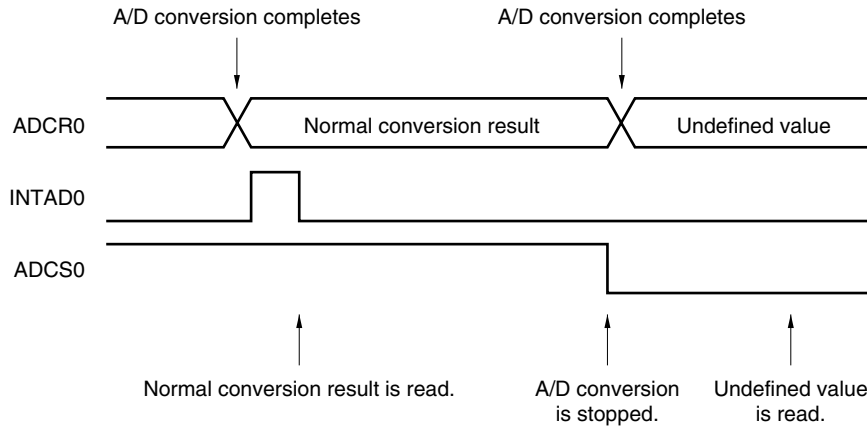 A/D conversion completes
A/D conversion completes
ADCR0
Normal conversion result
Undefined value
INTAD0
ADCS0
Normal conversion result is read.
A/D conversion
is stopped.
Undefined value
is read.